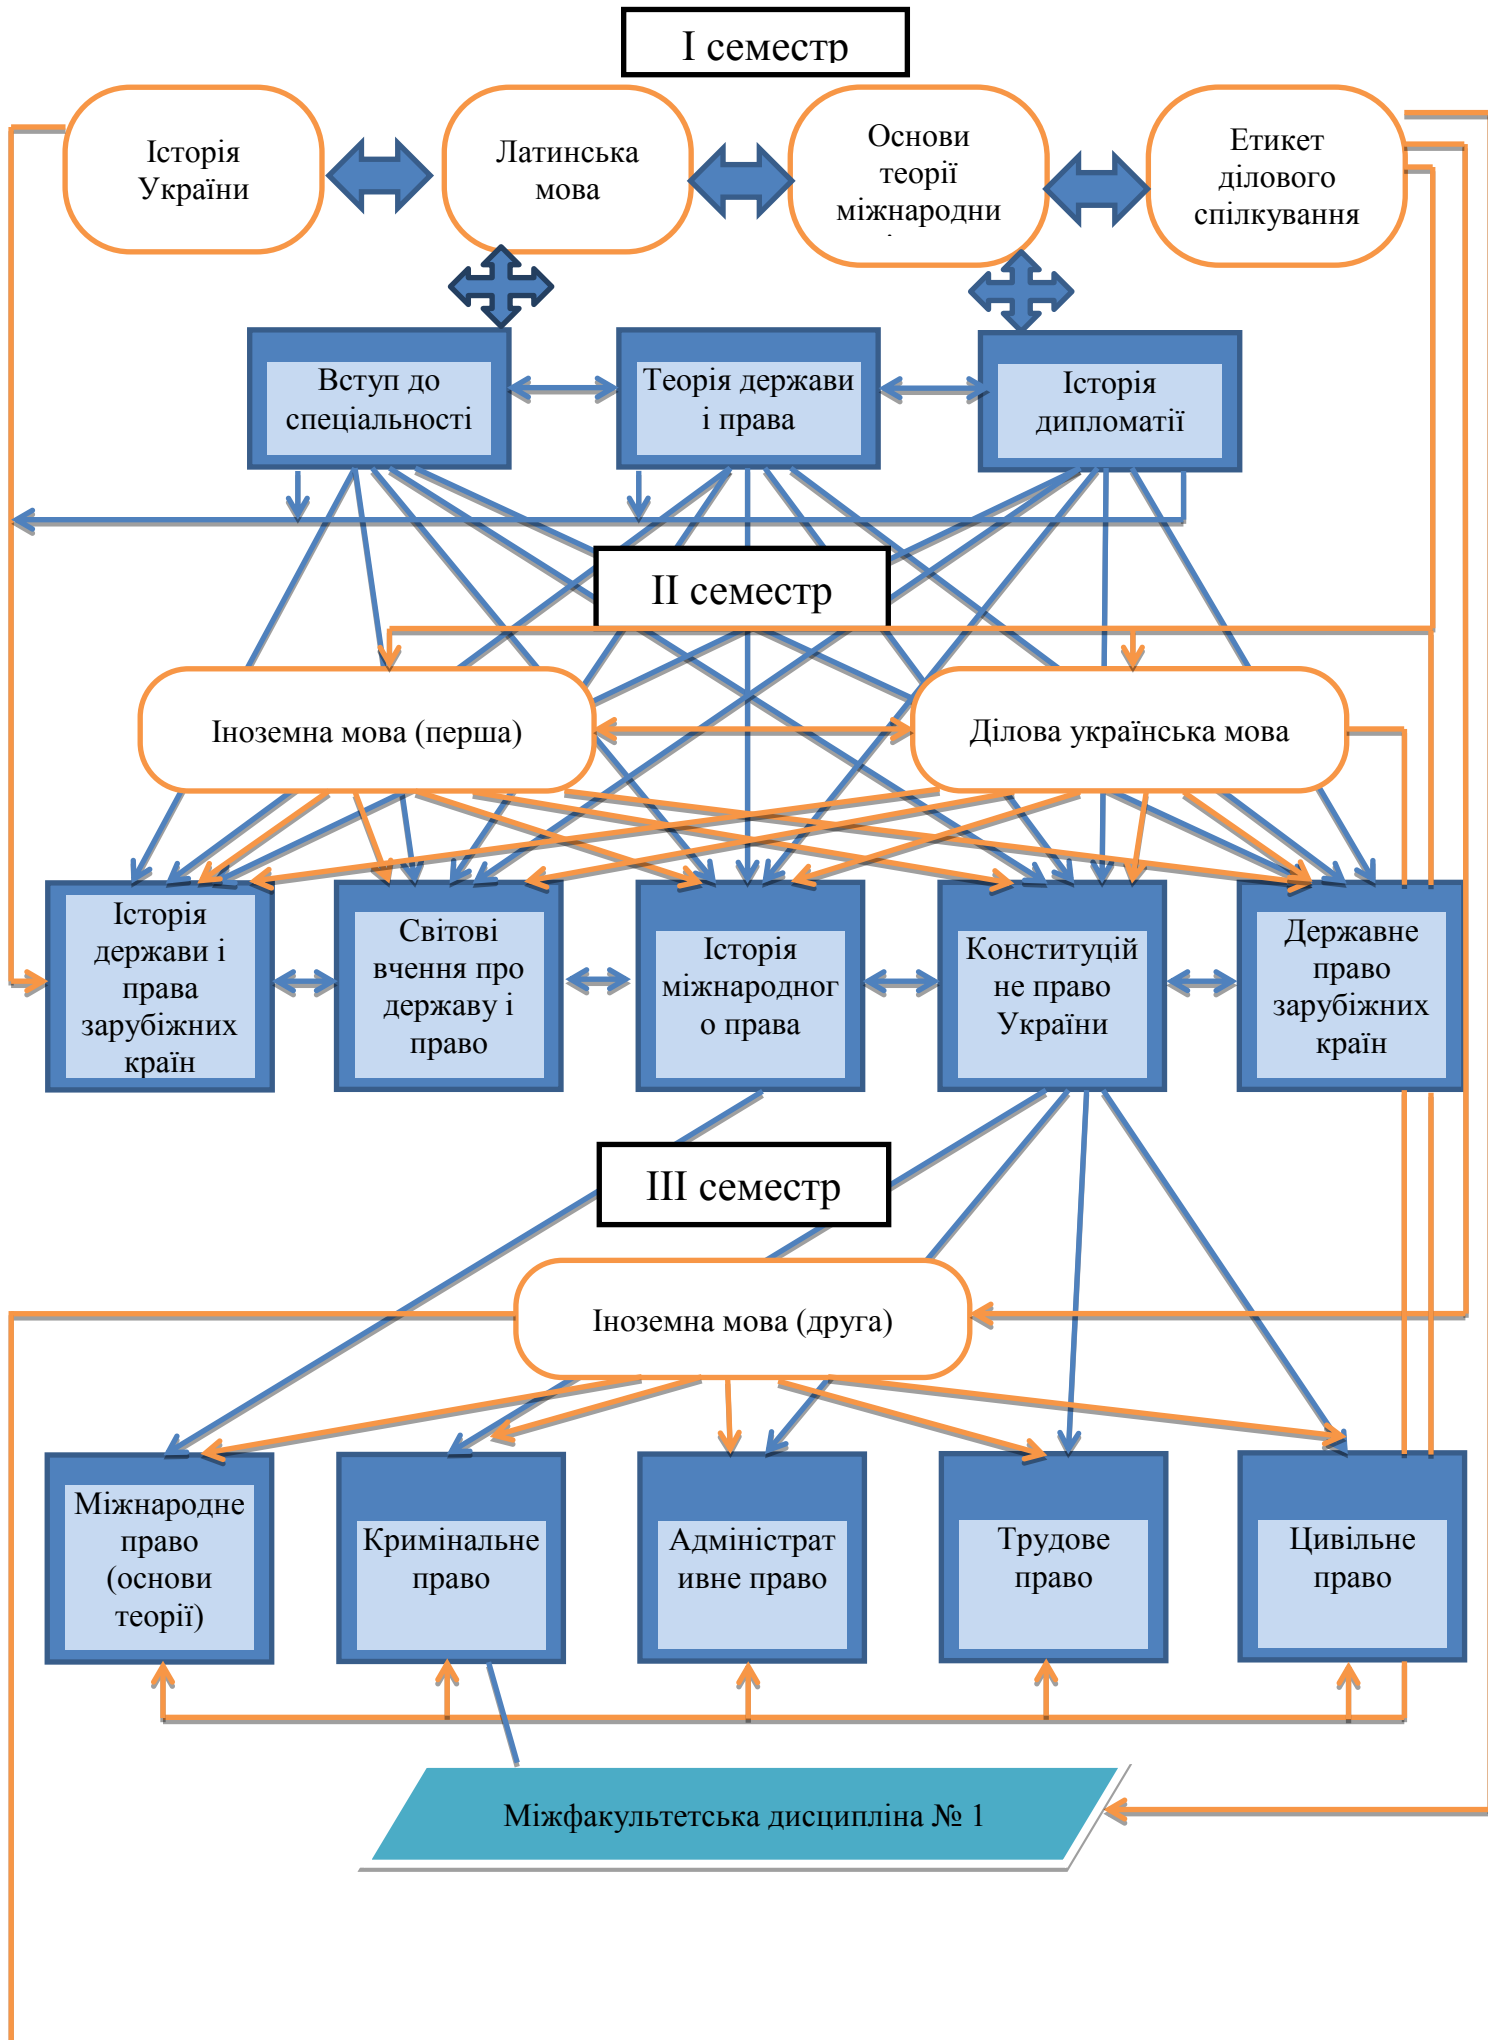 І семестр
Історія
України
Латинська
мова
Основи
теорії
міжнародни
Етикет
ділового
спілкування
Вступ до
спеціальності
Теорія держави
і права
Історія
дипломатії
ІІ семестр
Іноземна мова (перша)
Ділова українська мова
Історія
держави і
права
зарубіжних
країн
Світові
вчення про
державу і
право
Історія
міжнародног
о права
Конституцій
не право
України
Державне
право
зарубіжних
країн
ІІІ семестр
Іноземна мова (друга)
Міжнародне
право
(основи
теорії)
Кримінальне
право
Адміністрат
ивне право
Трудове
право
Цивільне
право
Міжфакультетська дисципліна № 1